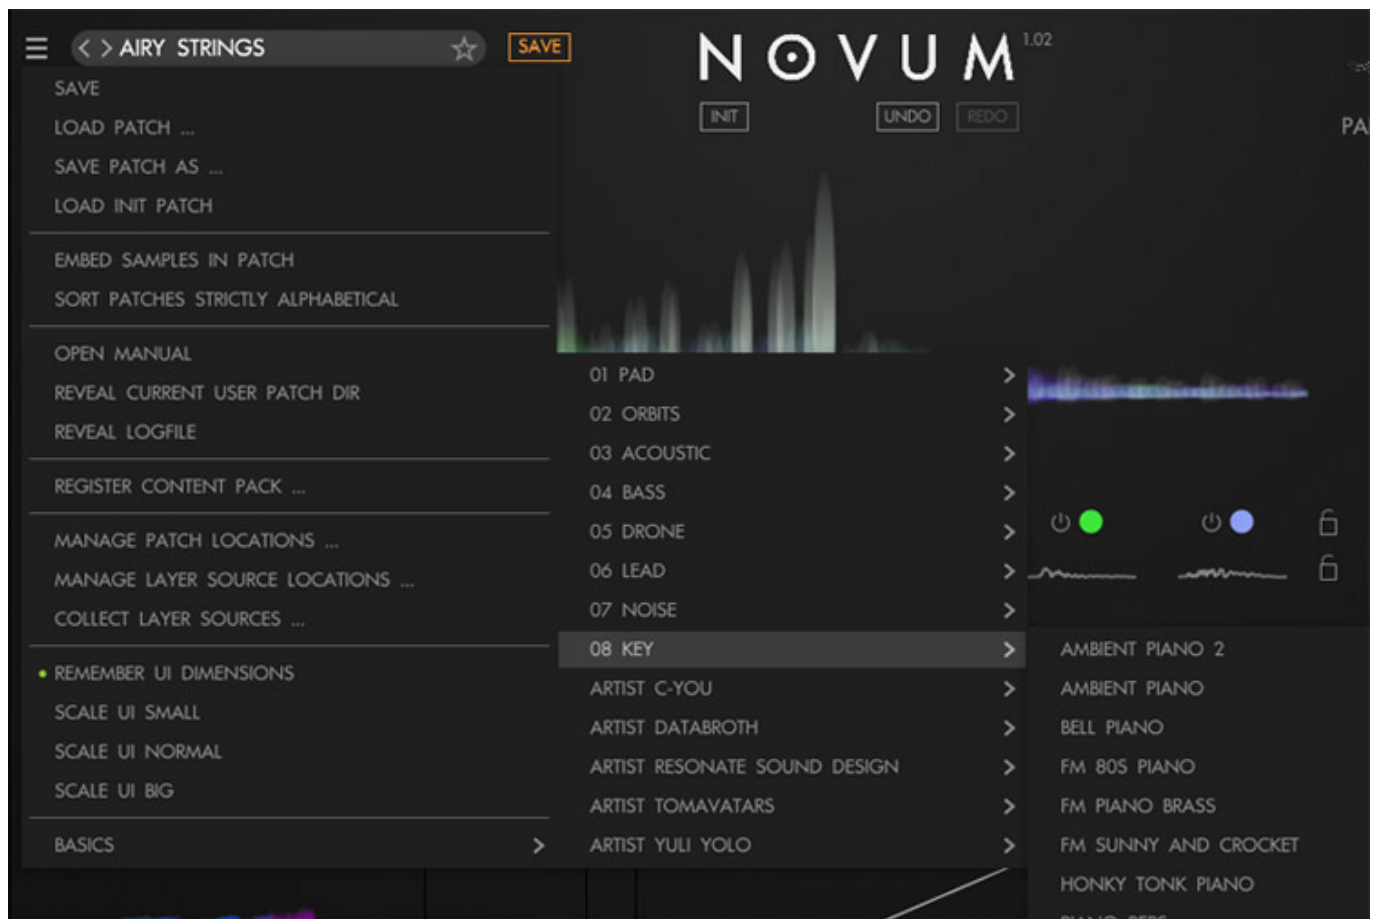 AIRY STRINGS
SAVE
NOVUM 1.02
INIT
UNDO
REDO
PA
SAVE
LOAD PATCH ...
SAVE PATCH AS ...
LOAD INIT PATCH
EMBED SAMPLES IN PATCH
SORT PATCHES STRICTLY ALPHABETICAL
OPEN MANUAL
REVEAL CURRENT USER PATCH DIR
REVEAL LOGFILE
REGISTER CONTENT PACK ...
MANAGE PATCH LOCATIONS ...
MANAGE LAYER SOURCE LOCATIONS ...
COLLECT LAYER SOURCES ...
REMEMBER UI DIMENSIONS
SCALE UI SMALL
SCALE UI NORMAL
SCALE UI BIG
BASICS
01 PAD
02 ORBITS
03 ACOUSTIC
04 BASS
05 DRONE
06 LEAD
07 NOISE
08 KEY
ARTIST C-YOU
ARTIST DATABROTH
ARTIST RESONATE SOUND DESIGN
ARTIST TOMAVATARS
ARTIST YULI YOLO
AMBIENT PIANO 2
AMBIENT PIANO
BELL PIANO
FM 80S PIANO
FM PIANO BRASS
FM SUNNY AND CROCKET
HONKY TONK PIANO